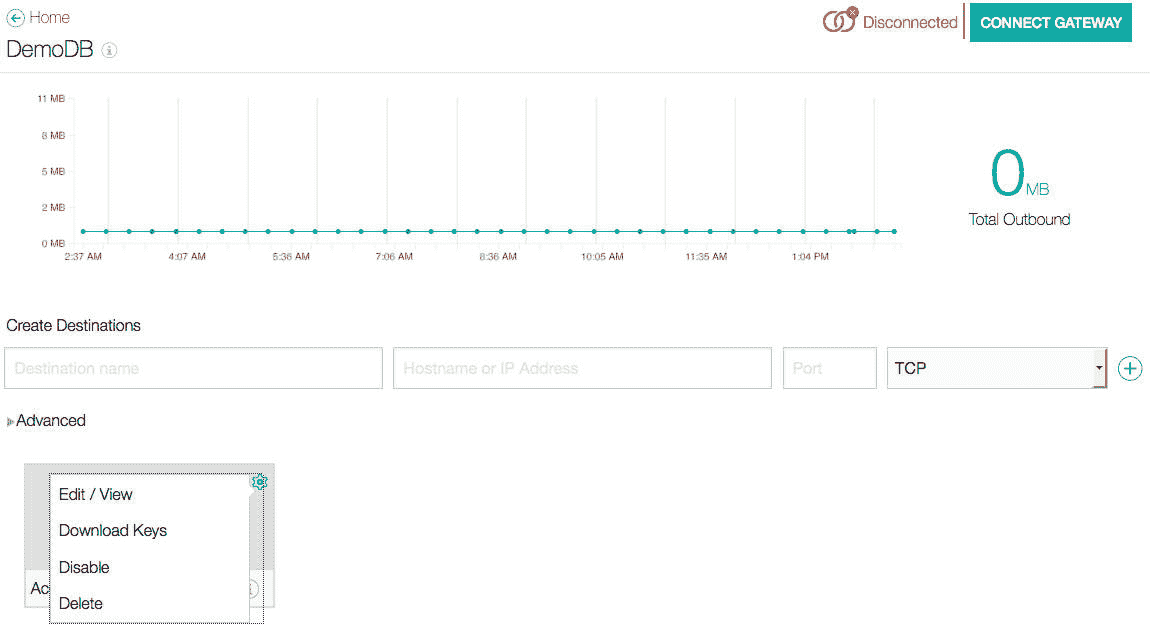 Home
Disconnected
CONNECT GATEWAY
DemoDB
11 MB
8 MB
5 MB
2 MB
0 MB
2:37 AM 4:07 AM 5:36 AM 7:06 AM 8:36 AM 10:05 AM 11:35 AM 1:04 PM
0 MB
Total Outbound
Create Destinations
Destination name Hostname or IP Address Port TCP
Advanced
Edit / View
Download Keys
Disable
Ac
Delete